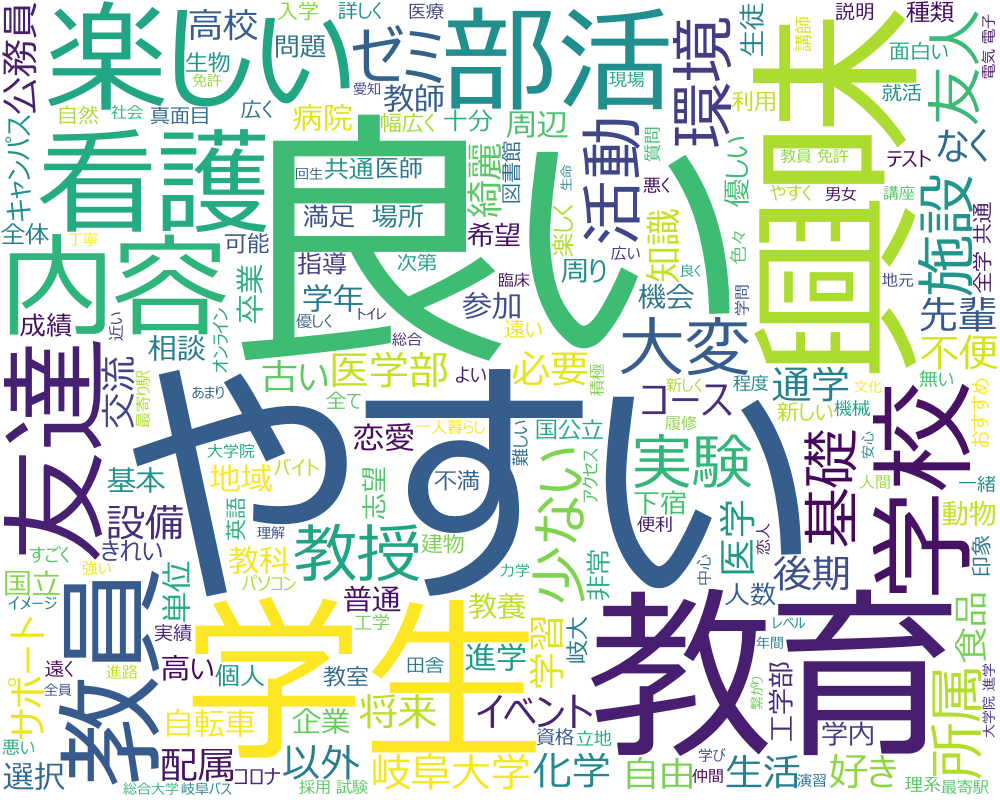 公務員
楽しい
高校
入学
詳しく
医療
ゼミ
問題
生物
免許
愛知
教師
部活
現場
環境
生徒
講師
説明
種類
興味
友人
面白い
電気 電子
自然
社会
真面目
広く
病院
幅広く
十分
周辺
利用
就活
キャンパス
看護
良い
回生
共通
医師
綺麗
図書館
活動
質問
優しい
教員 免許
テスト
なく
全体
丁寧
満足
場所
希望
楽しく
生命
悪く
知識
色々
やすく
男女
講座
施設
全学 共通
内容
可能
指導
次第
臨床
広い
周り
良く
学問
地元
卒業
学年
参加
機会
先輩
成績
近い
相談
オンライン
優しく
トイレ
総合
遠い
大変
不便
友達
交流
最寄り駅
あまり
やすい
古い
医学部
よい
必要
積極
コース
程度
通学
新しく
新しい
無い
機械
文化
おすすめ
全て
恋愛
一人暮らし
難しい
国公立
履修
学校
基本
地域
大学院
バイト
志望
不満
少ない
アクセス
実験
下宿
基礎
安心
人間
一緒
設備
英語
理解
便利
恋人
医学
動物
すごく
きれい
教科
教授
建物
中心
後期
印象
国立
強い
パソコン
力学
非常
人数
イメージ
単位
教員
普通
教養
学習
岐大
レベル
年間
教育
食品
サポート
実績
工学
学生
遠く
全員
進路
高い
個人
教室
田舎
進学
繋がり
工学部
所属
大学院 進学
自転車
企業
将来
イベント
資格
立地
学内
悪い
選択
配属
コロナ
以外
岐阜大学
化学
自由
学び
仲間
生活
演習
好き
理系
最寄駅
総合大学
岐阜バス
採用 試験